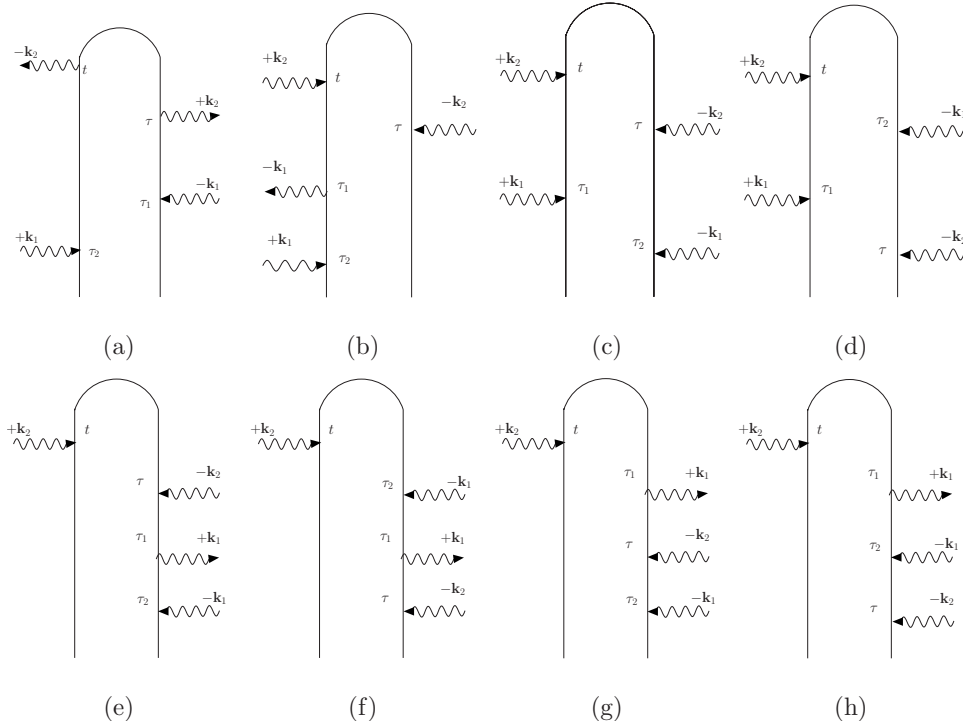 −k₂ t +k₂ τ −k₁ τ₁ +k₁ τ₂
(a)
+k₂ t −k₂ τ −k₁ τ₁ +k₁ τ₂
(b)
+k₂ t −k₂ τ +k₁ τ₁ −k₁ τ₂
(c)
+k₂ t −k₂ τ₂ +k₁ τ₁ −k₂ τ
(d)
+k₂ t −k₂ τ +k₁ τ₁ −k₁ τ₂
(e)
+k₂ t −k₁ τ₂ +k₁ τ₁ −k₂ τ
(f)
+k₂ t +k₁ τ₁ −k₂ τ −k₁ τ₂
(g)
+k₂ t +k₁ τ₁ −k₁ τ₂ −k₂ τ
(h)